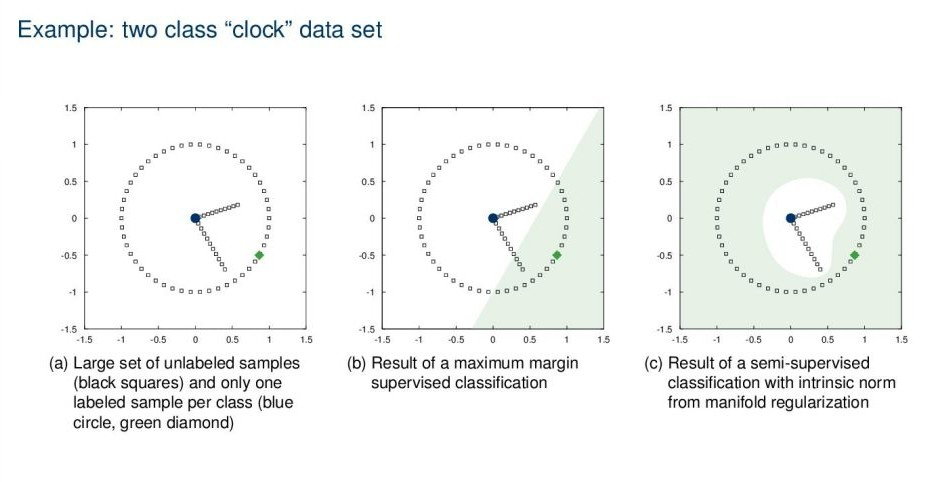 Example: two class “clock” data set
1.5
1
0.5
0
-0.5
-1
-1.5
-1.5 -1 -0.5 0 0.5 1 1.5
(a) Large set of unlabeled samples
(black squares) and only one
labeled sample per class (blue
circle, green diamond)
1.5
1
0.5
0
-0.5
-1
-1.5
-1.5 -1 -0.5 0 0.5 1 1.5
(b) Result of a maximum margin
supervised classification
1.5
1
0.5
0
-0.5
-1
-1.5
-1.5 -1 -0.5 0 0.5 1 1.5
(c) Result of a semi-supervised
classification with intrinsic norm
from manifold regularization